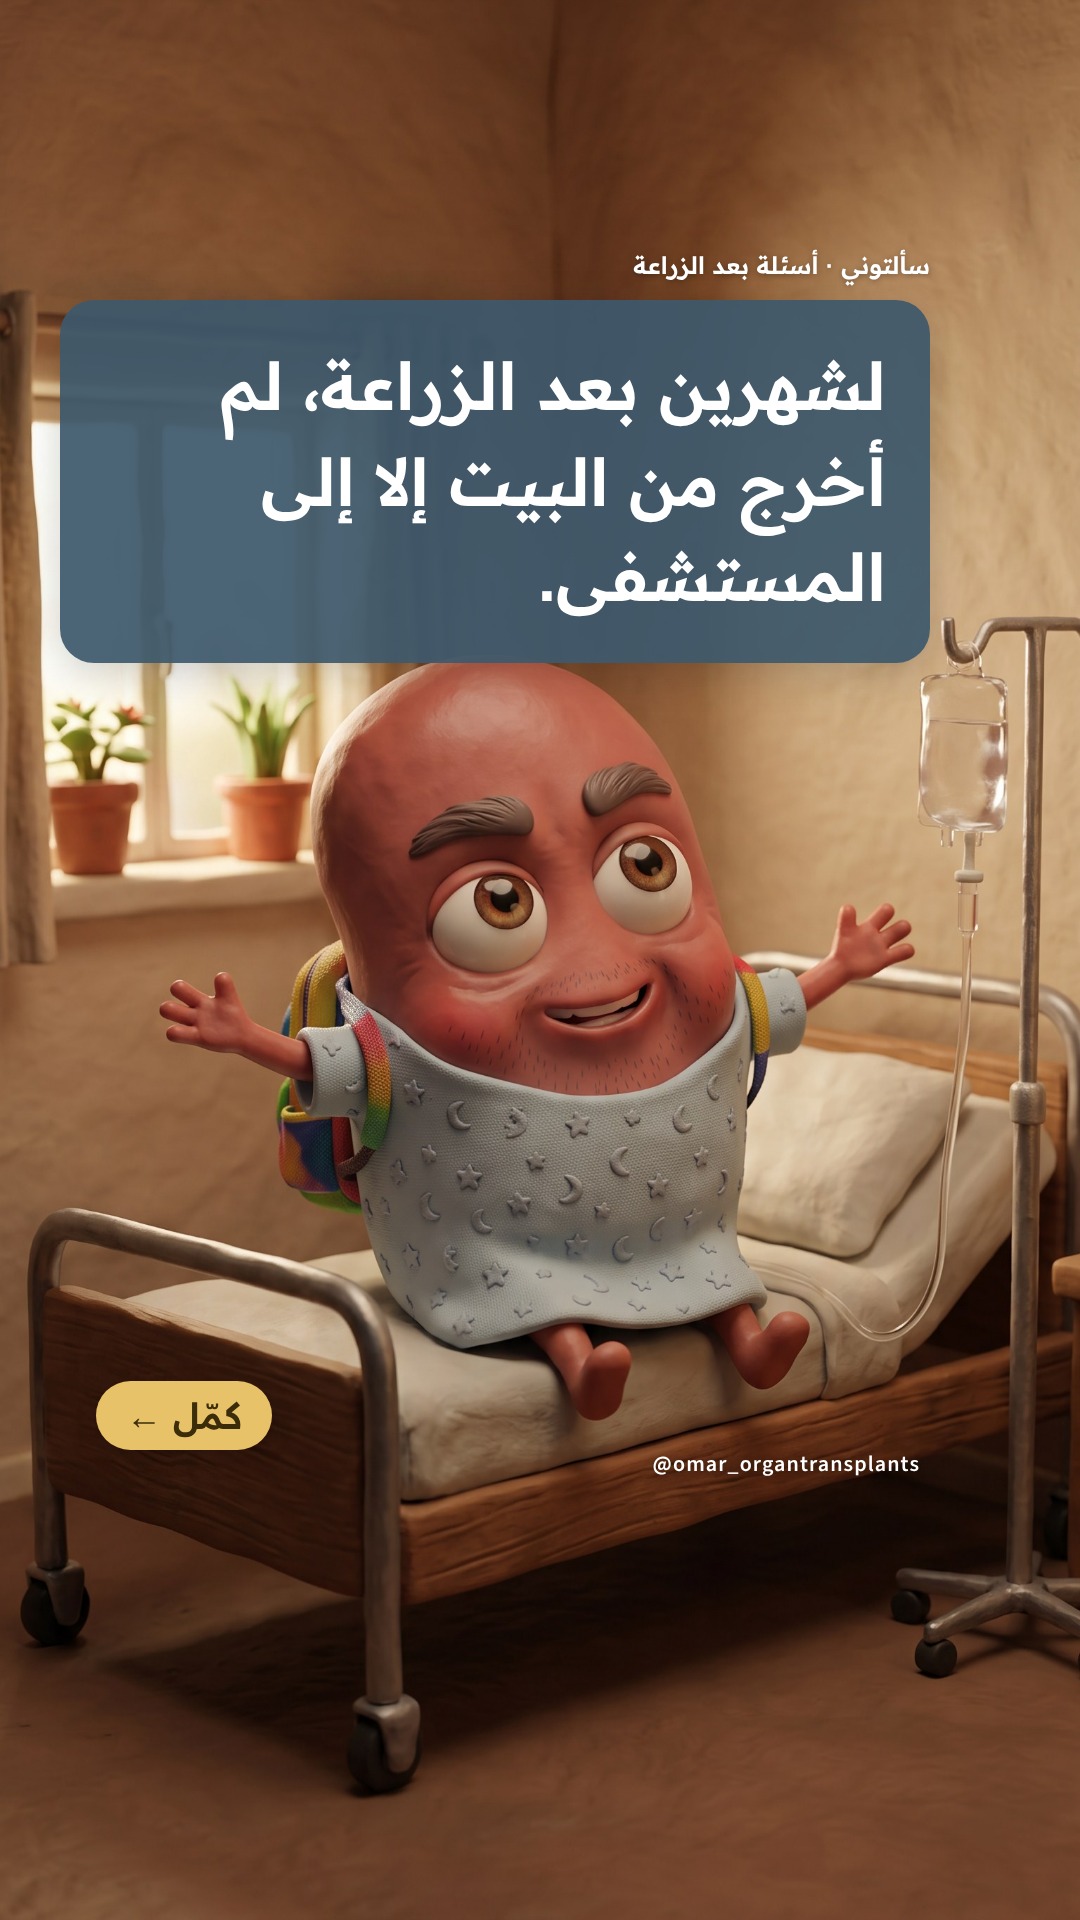 سألتوني · أسئلة بعد الزراعة
لشهرين بعد الزراعة، لم
أخرج من البيت إلا إلى
المستشفى.
كمّل ←
@omar_organtransplants